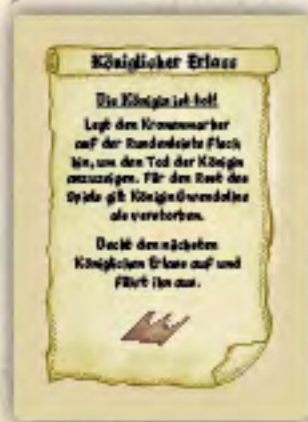 Königlicher Erlass
Die Königin ist tot!
Legt den Kronenmarker
auf der Rundenleiste flach
hin, um den Tod der Königin
anzuzeigen. Für den Rest des
Spiels gilt Königin Gwendoline
als verstorben.
Deckt den nächsten
Königlichen Erlass auf und
führt ihn aus.